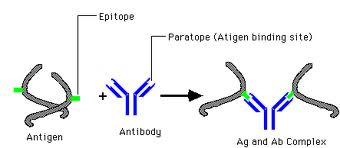 Epitope
Paratope (Atigen binding site)
+
Antigen
Antibody
Ag and Ab Complex